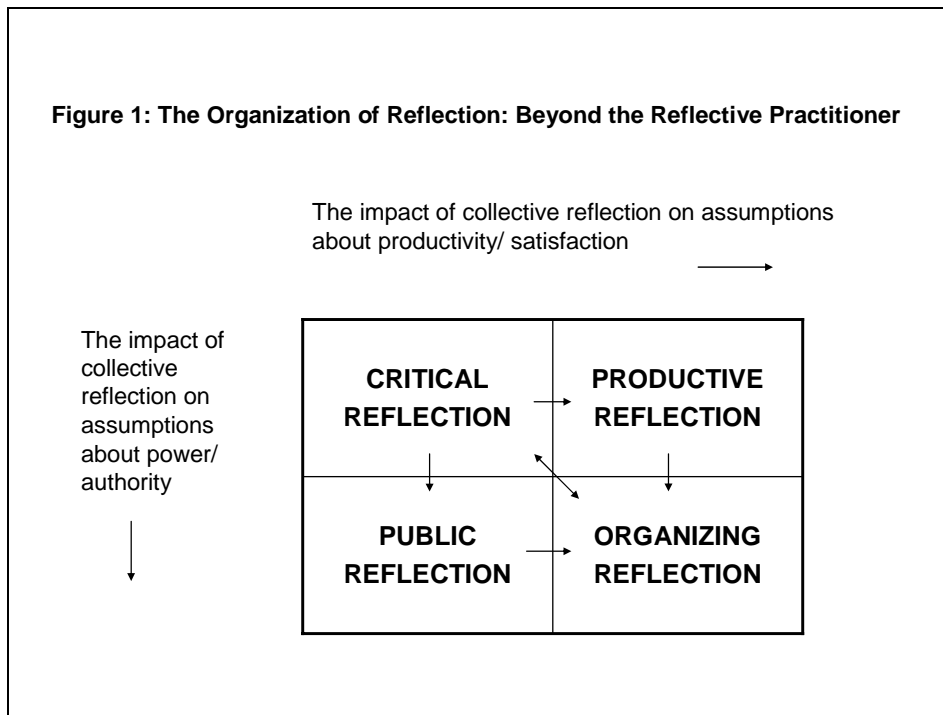 Figure 1: The Organization of Reflection: Beyond the Reflective Practitioner
The impact of collective reflection on assumptions
about productivity/ satisfaction
The impact of
collective
reflection on
assumptions
about power/
authority
CRITICAL
REFLECTION
PRODUCTIVE
REFLECTION
PUBLIC
REFLECTION
ORGANIZING
REFLECTION